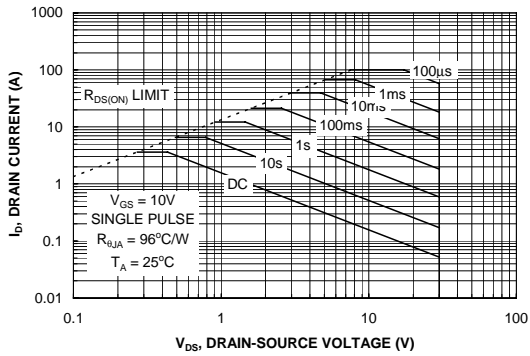 1000
100
10
1
0.1
0.01
I_D, DRAIN CURRENT (A)
R_DS(ON) LIMIT
100µs
1ms
10ms
100ms
1s
10s
DC
V_GS = 10V
SINGLE PULSE
R_θJA = 96°C/W
T_A = 25°C
0.1
1
10
100
V_DS, DRAIN-SOURCE VOLTAGE (V)